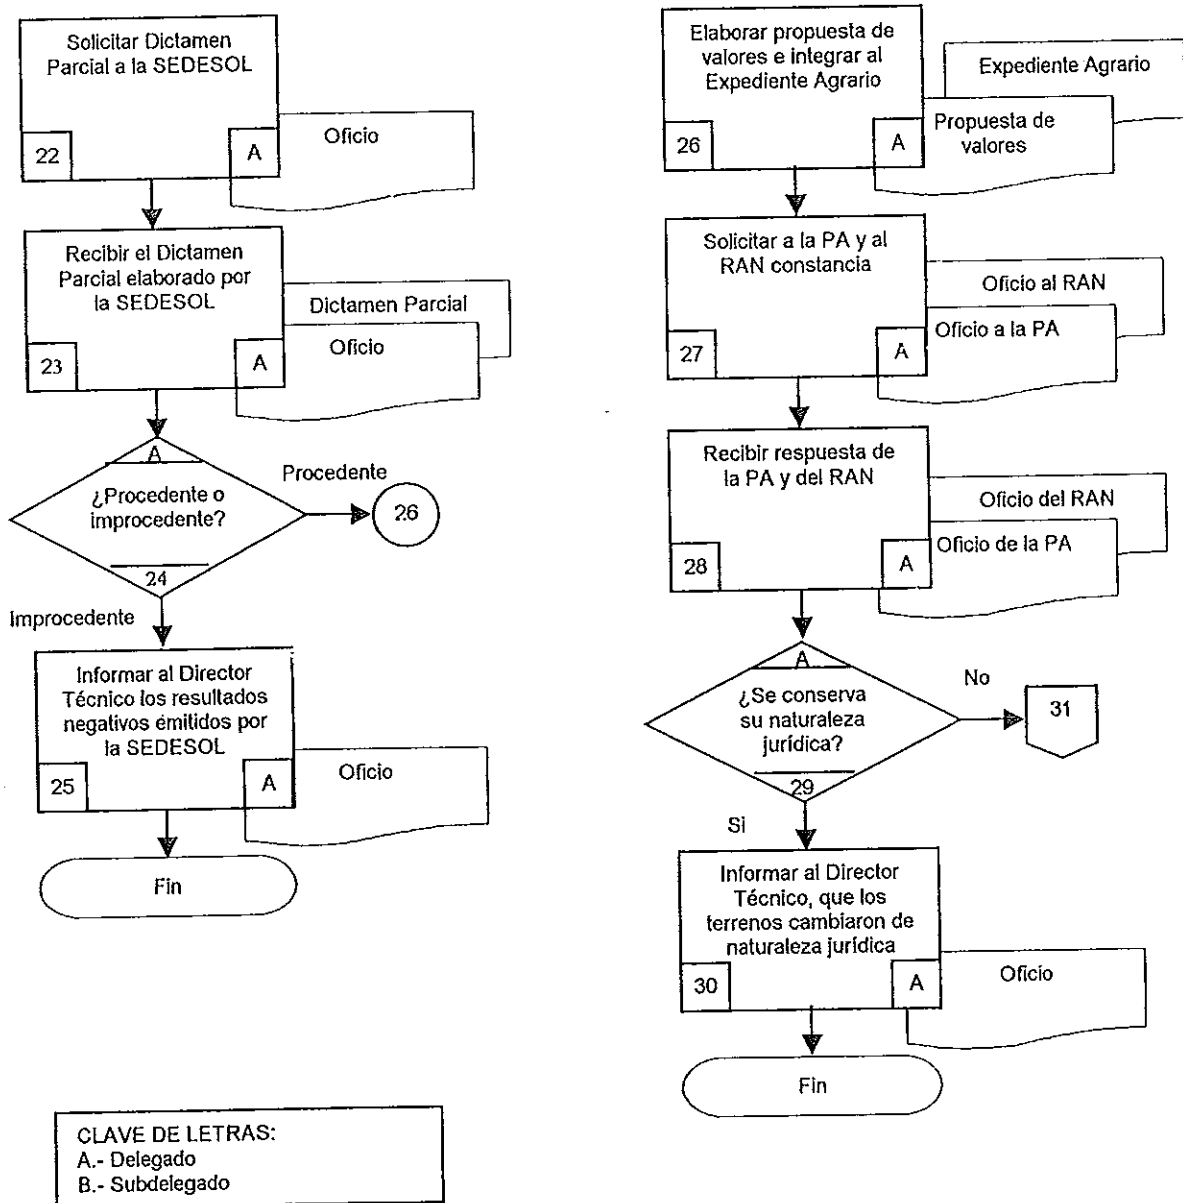 Solicitar Dictamen
Parcial a la SEDESOL
22
A
Oficio
Recibir el Dictamen
Parcial elaborado por
la SEDESOL
23
A
Dictamen Parcial
Oficio
A
¿Procedente o
improcedente?
24
Procedente
26
Improcedente
Informar al Director
Técnico los resultados
negativos émitidos por
la SEDESOL
25
A
Oficio
Fin
Elaborar propuesta de
valores e integrar al
Expediente Agrario
26
A
Expediente Agrario
Propuesta de
valores
Solicitar a la PA y al
RAN constancia
27
A
Oficio al RAN
Oficio a la PA
Recibir respuesta de
la PA y del RAN
28
A
Oficio del RAN
Oficio de la PA
A
¿Se conserva
su naturaleza
jurídica?
29
No
31
Si
Informar al Director
Técnico, que los
terrenos cambiaron de
naturaleza jurídica
30
A
Oficio
Fin
CLAVE DE LETRAS:
A.- Delegado
B.- Subdelegado